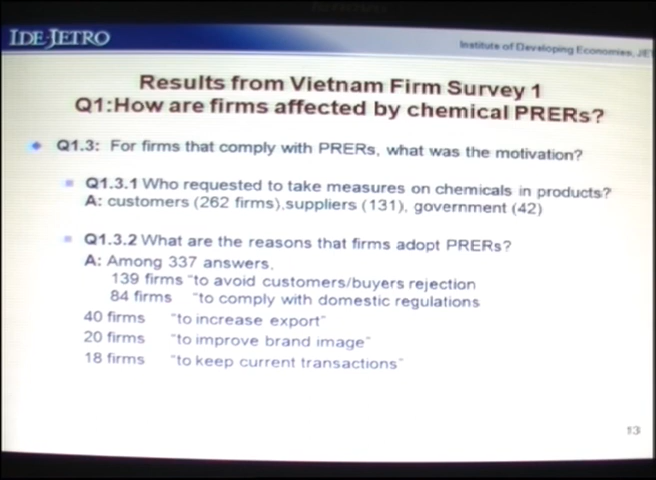 IDE-JETRO
Institute of Developing Economies, JE
Results from Vietnam Firm Survey 1
Q1:How are firms affected by chemical PRERs?
Q1.3: For firms that comply with PRERs, what was the motivation?
Q1.3.1 Who requested to take measures on chemicals in products?
A: customers (262 firms),suppliers (131), government (42)
Q1.3.2 What are the reasons that firms adopt PRERs?
A: Among 337 answers,
139 firms "to avoid customers/buyers rejection
84 firms "to comply with domestic regulations
40 firms "to increase export"
20 firms "to improve brand image"
18 firms "to keep current transactions"
13